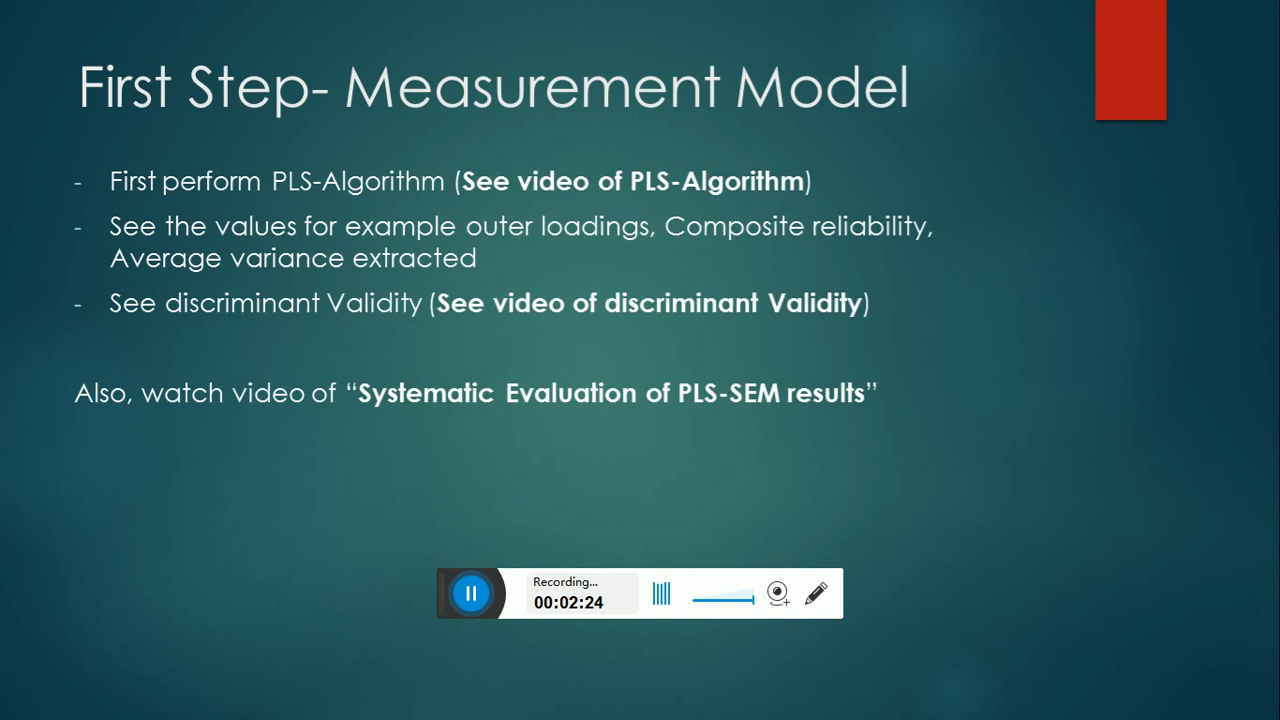 First Step- Measurement Model
- First perform PLS-Algorithm (See video of PLS-Algorithm)
- See the values for example outer loadings, Composite reliability,
Average variance extracted
- See discriminant Validity (See video of discriminant Validity)
Also, watch video of “Systematic Evaluation of PLS-SEM results”
Recording...
00:02:24